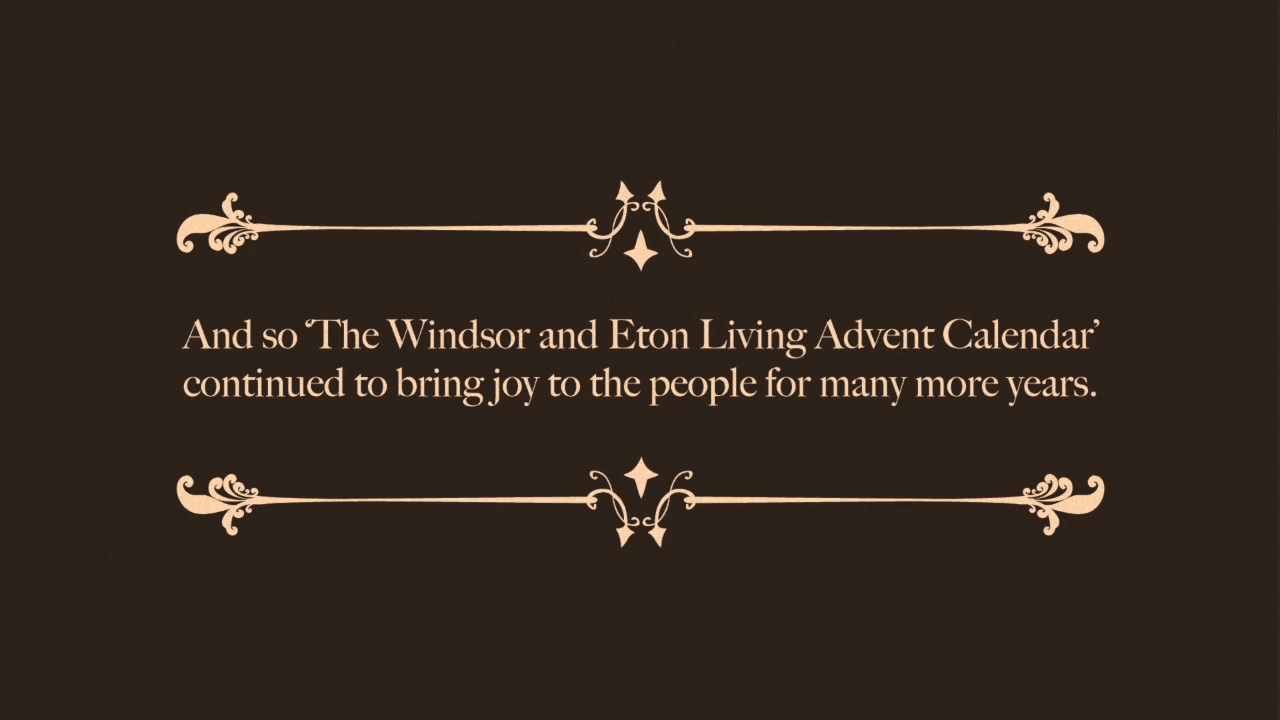 And so ‘The Windsor and Eton Living Advent Calendar’
continued to bring joy to the people for many more years.